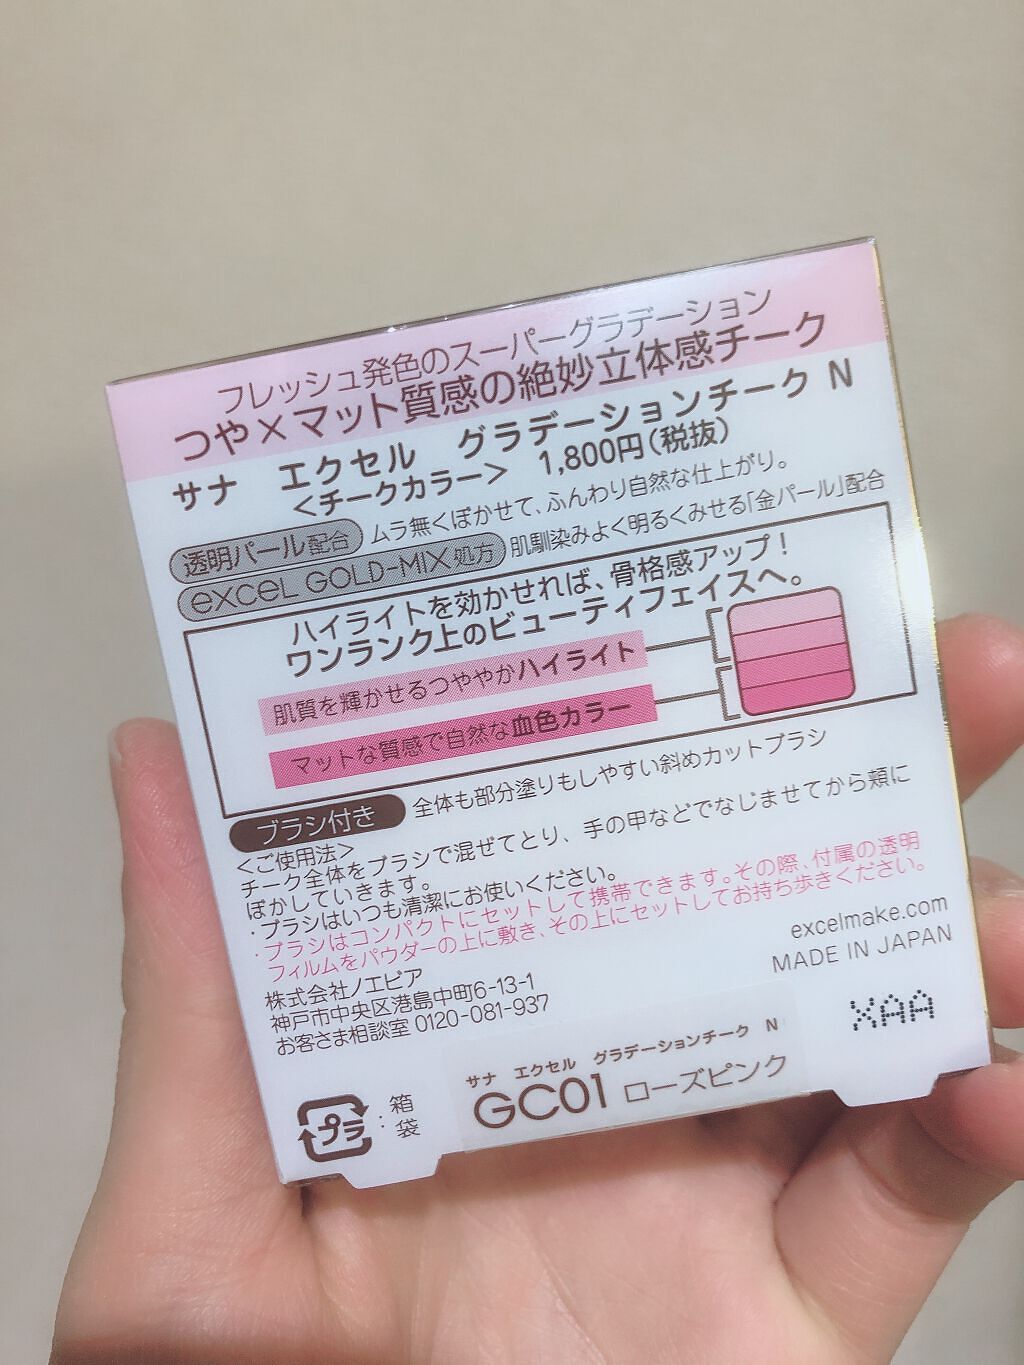 フレッシュ発色のスーパーグラデーション
つや×マット質感の絶妙立体感チーク
サナ エクセル グラデーションチーク N
<チークカラー> 1,800円(税抜)
透明パール配合 ムラ無くぼかせて、ふんわり自然な仕上がり。
excel GOLD-MIX処方 肌馴染みよく明るくみせる「金パール」配合
ハイライトを効かせれば、骨格感アップ!
ワンランク上のビューティフェイスへ。
肌質を輝かせるつややかハイライト
マットな質感で自然な血色カラー
ブラシ付き 全体も部分塗りもしやすい斜めカットブラシ
<ご使用法>
チーク全体をブラシで混ぜてとり、手の甲などでなじませてから頬に
ぼかしていきます。
・ブラシはいつも清潔にお使いください。
・ブラシはコンパクトにセットして携帯できます。その際、付属の透明
フィルムをパウダーの上に敷き、その上にセットしてお持ち歩きください。
株式会社ノエビア
神戸市中央区港島中町6-13-1
お客さま相談室 0120-081-937
excelmake.com
MADE IN JAPAN
XAA
プラ : 箱
袋
サナ エクセル グラデーションチーク N
GC01 ローズピンク